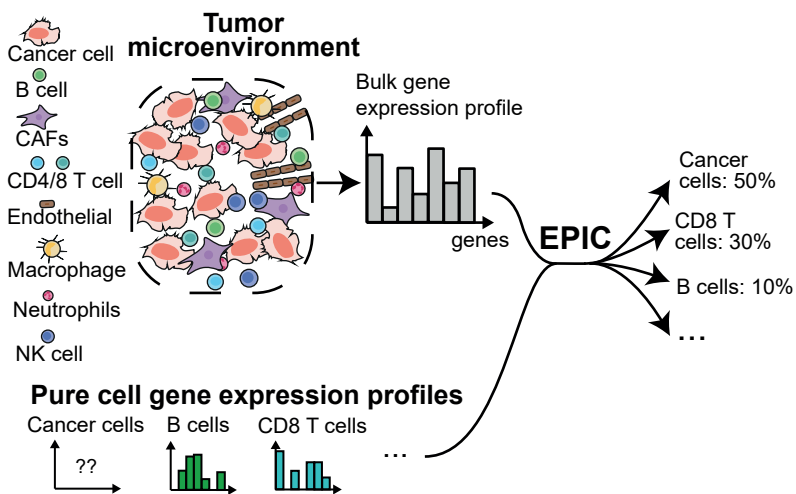 Tumor
microenvironment
Cancer cell
B cell
CAFs
CD4/8 T cell
Endothelial
Macrophage
Neutrophils
NK cell
Bulk gene
expression profile
genes
EPIC
Cancer
cells: 50%
CD8 T
cells: 30%
B cells: 10%
...
Pure cell gene expression profiles
Cancer cells
B cells
CD8 T cells
??
...